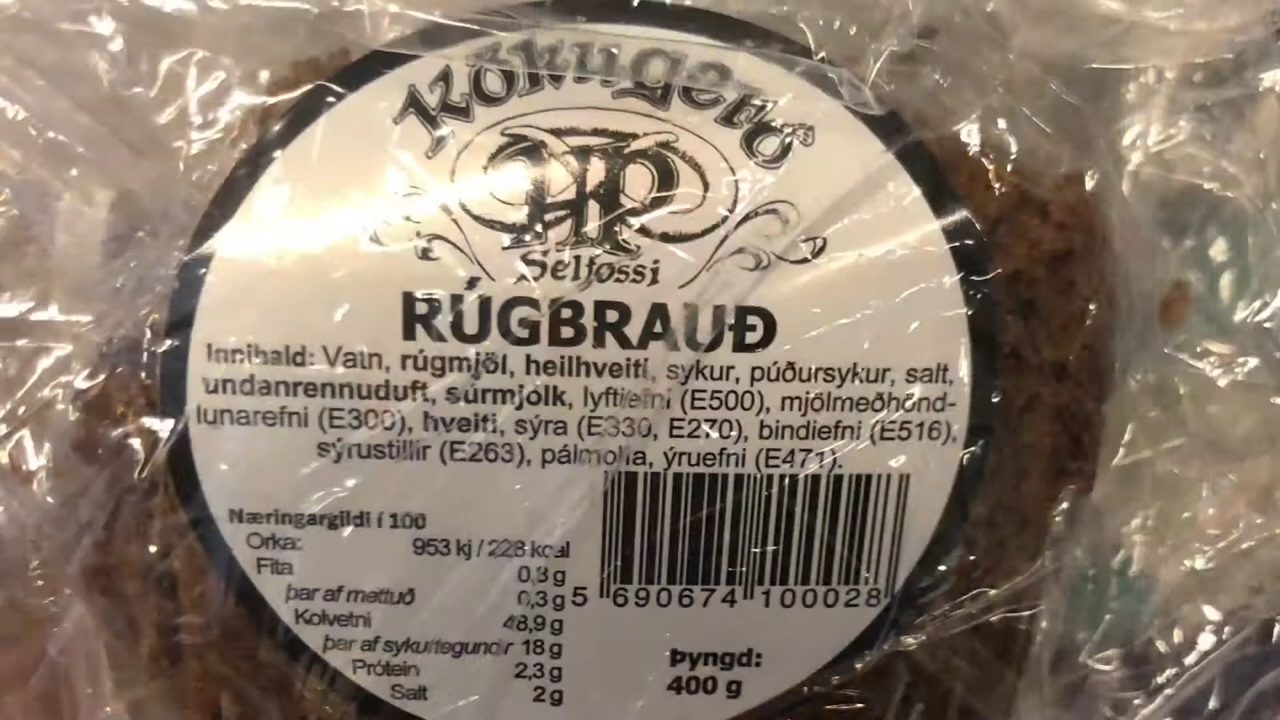 Kökugerð
HP
Selfossi
RÚGBRAUÐ
Innihald: Vatn, rúgmjöl, heilhveiti, sykur, púðursykur, salt,
undanrennuduft, súrmjólk, lyftiefni (E500), mjölmeðhönd-
lunarefni (E300), hveiti, sýra (E330, E270), bindiefni (E516),
sýrustillir (E263), pálmolía, ýruefni (E471).
Næringargildi í 100
Orka: 953 kj / 228 kcal
Fita 0,8 g
þar af mettuð 0,3 g
Kolvetni 48,9 g
þar af sykurtegundir 18 g
Prótein 2,3 g
Salt 2 g
5 690674 100028
Þyngd:
400 g